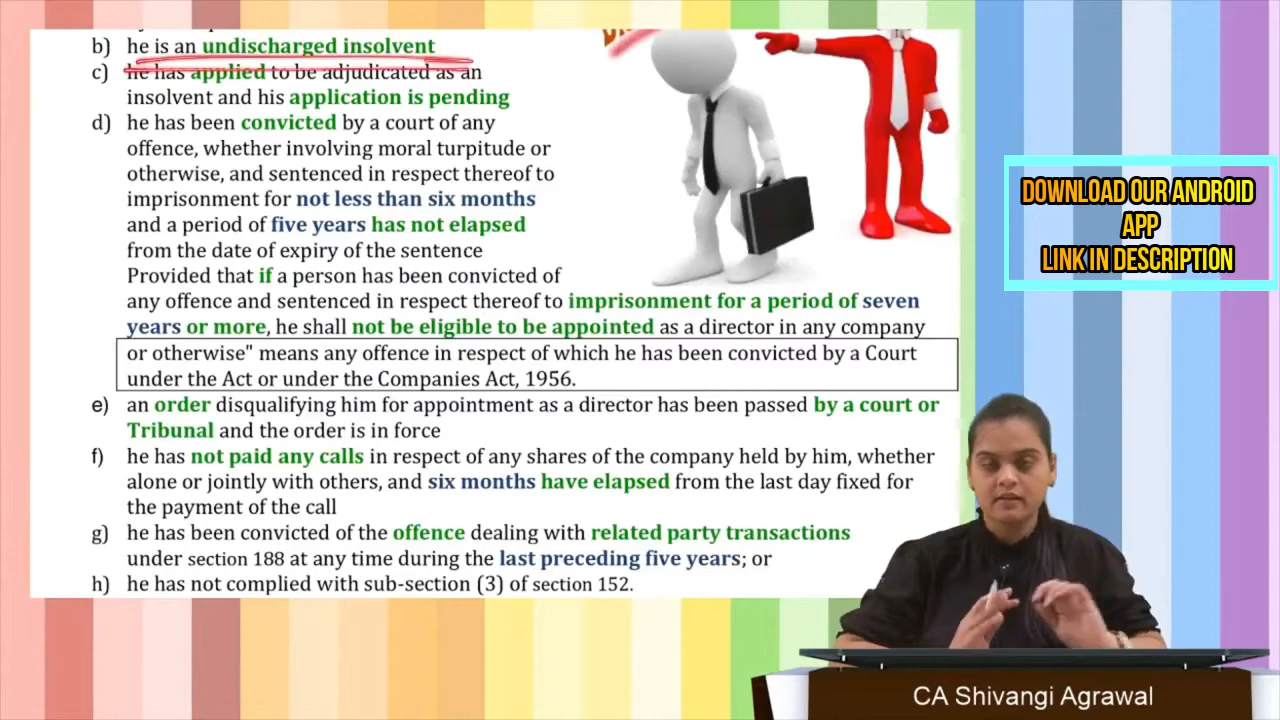 b) he is an undischarged insolvent
c) he has applied to be adjudicated as an
insolvent and his application is pending
d) he has been convicted by a court of any
offence, whether involving moral turpitude or
otherwise, and sentenced in respect thereof to
imprisonment for not less than six months
and a period of five years has not elapsed
from the date of expiry of the sentence
Provided that if a person has been convicted of
any offence and sentenced in respect thereof to imprisonment for a period of seven
years or more, he shall not be eligible to be appointed as a director in any company
or otherwise" means any offence in respect of which he has been convicted by a Court
under the Act or under the Companies Act, 1956.
e) an order disqualifying him for appointment as a director has been passed by a court or
Tribunal and the order is in force
f) he has not paid any calls in respect of any shares of the company held by him, whether
alone or jointly with others, and six months have elapsed from the last day fixed for
the payment of the call
g) he has been convicted of the offence dealing with related party transactions
under section 188 at any time during the last preceding five years; or
h) he has not complied with sub-section (3) of section 152.
DOWNLOAD OUR ANDROID
APP
LINK IN DESCRIPTION
CA Shivangi Agrawal